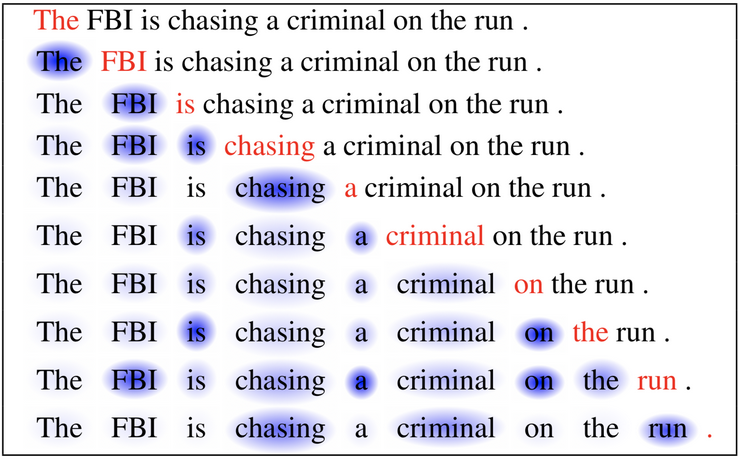 The FBI is chasing a criminal on the run .
The FBI is chasing a criminal on the run .
The FBI is chasing a criminal on the run .
The FBI is chasing a criminal on the run .
The FBI is chasing a criminal on the run .
The FBI is chasing a criminal on the run .
The FBI is chasing a criminal on the run .
The FBI is chasing a criminal on the run .
The FBI is chasing a criminal on the run .
The FBI is chasing a criminal on the run .